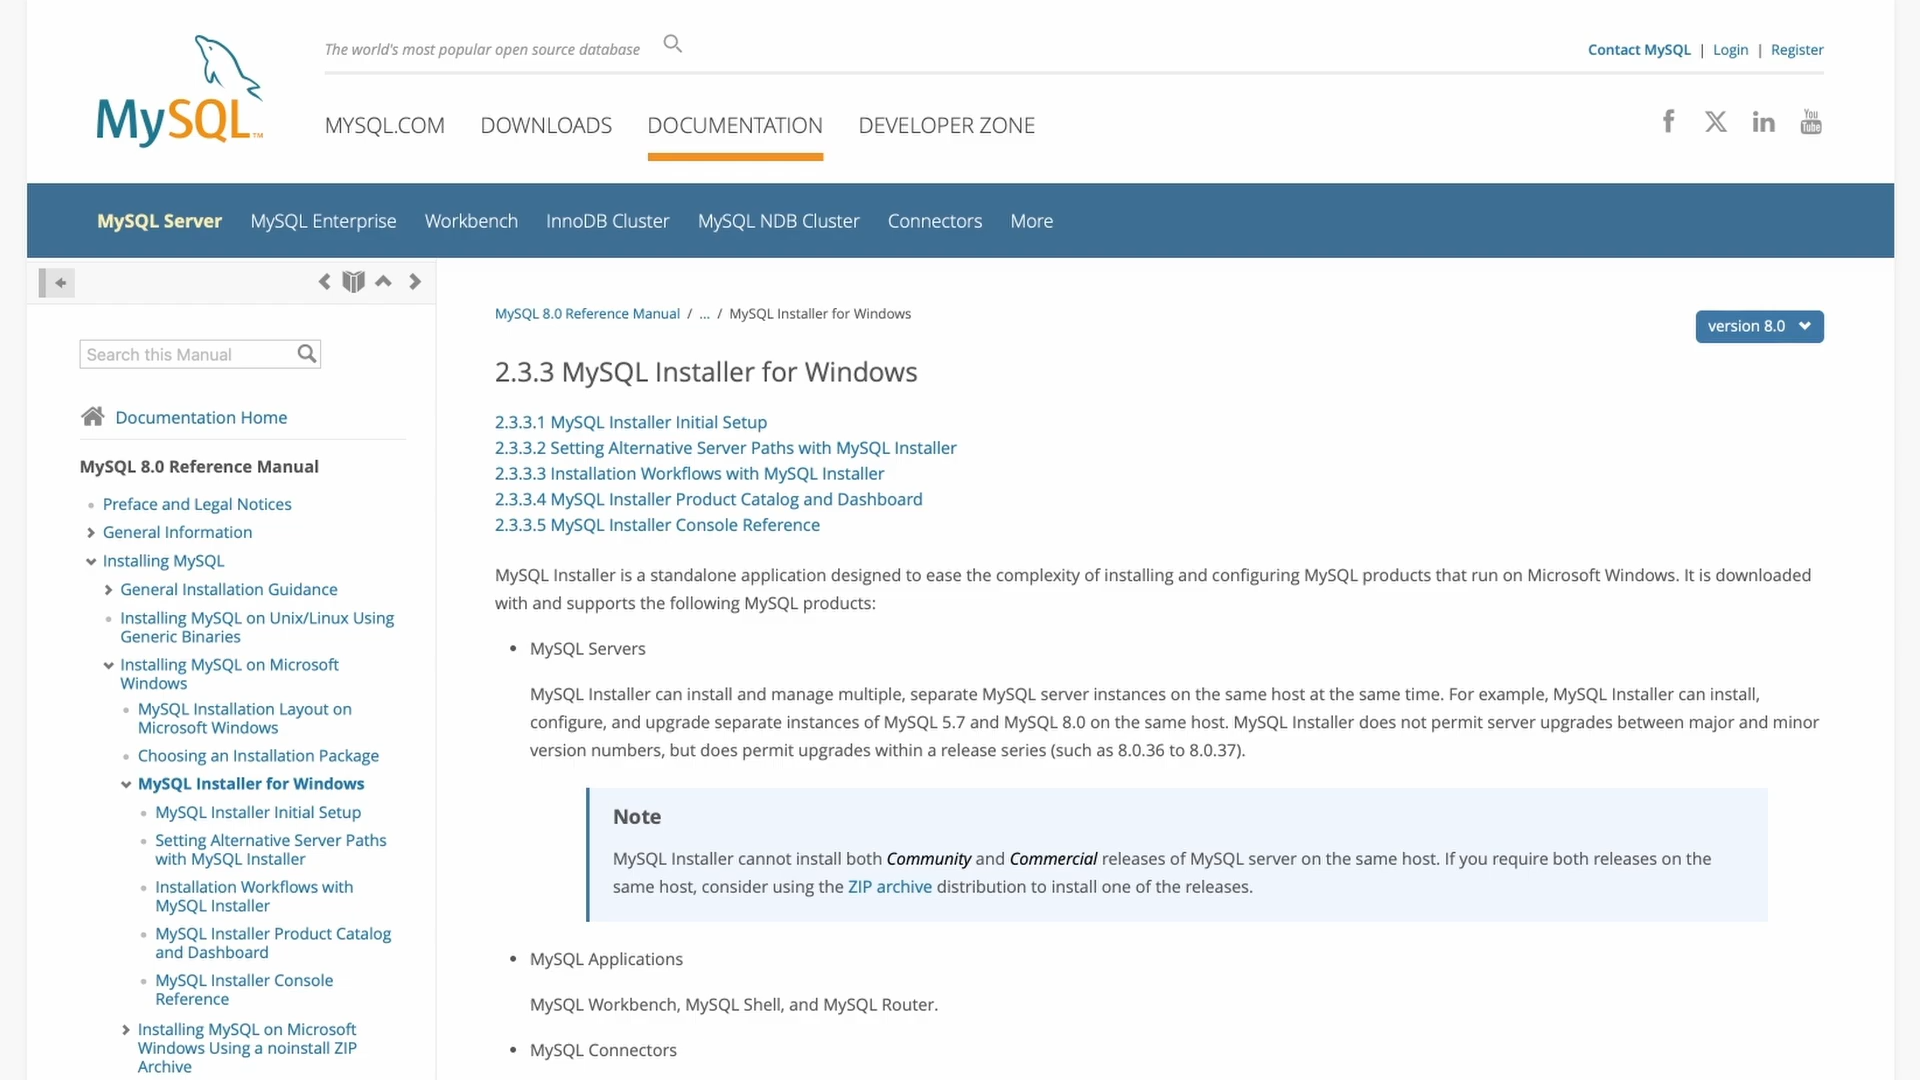 The world's most popular open source database
Contact MySQL | Login | Register
MySQL™
MYSQL.COM DOWNLOADS DOCUMENTATION DEVELOPER ZONE
You Tube
MySQL Server MySQL Enterprise Workbench InnoDB Cluster MySQL NDB Cluster Connectors More
Search this Manual
Documentation Home
MySQL 8.0 Reference Manual
Preface and Legal Notices
General Information
Installing MySQL
General Installation Guidance
Installing MySQL on Unix/Linux Using
Generic Binaries
Installing MySQL on Microsoft
Windows
MySQL Installation Layout on
Microsoft Windows
Choosing an Installation Package
MySQL Installer for Windows
MySQL Installer Initial Setup
Setting Alternative Server Paths
with MySQL Installer
Installation Workflows with
MySQL Installer
MySQL Installer Product Catalog
and Dashboard
MySQL Installer Console
Reference
Installing MySQL on Microsoft
Windows Using a noinstall ZIP
Archive
MySQL 8.0 Reference Manual / ... / MySQL Installer for Windows
version 8.0
2.3.3 MySQL Installer for Windows
2.3.3.1 MySQL Installer Initial Setup
2.3.3.2 Setting Alternative Server Paths with MySQL Installer
2.3.3.3 Installation Workflows with MySQL Installer
2.3.3.4 MySQL Installer Product Catalog and Dashboard
2.3.3.5 MySQL Installer Console Reference
MySQL Installer is a standalone application designed to ease the complexity of installing and configuring MySQL products that run on Microsoft Windows. It is downloaded
with and supports the following MySQL products:
• MySQL Servers
MySQL Installer can install and manage multiple, separate MySQL server instances on the same host at the same time. For example, MySQL Installer can install,
configure, and upgrade separate instances of MySQL 5.7 and MySQL 8.0 on the same host. MySQL Installer does not permit server upgrades between major and minor
version numbers, but does permit upgrades within a release series (such as 8.0.36 to 8.0.37).
Note
MySQL Installer cannot install both Community and Commercial releases of MySQL server on the same host. If you require both releases on the
same host, consider using the ZIP archive distribution to install one of the releases.
• MySQL Applications
MySQL Workbench, MySQL Shell, and MySQL Router.
• MySQL Connectors